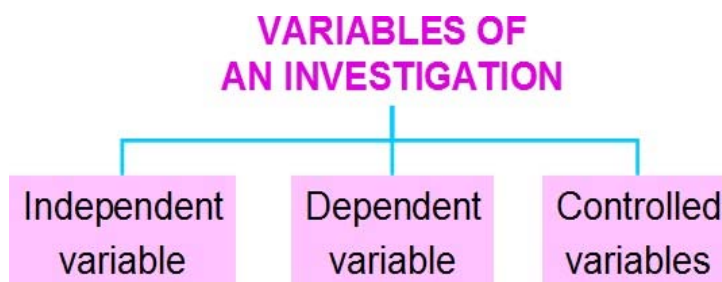 VARIABLES OF
AN INVESTIGATION
Independent
variable
Dependent
variable
Controlled
variables